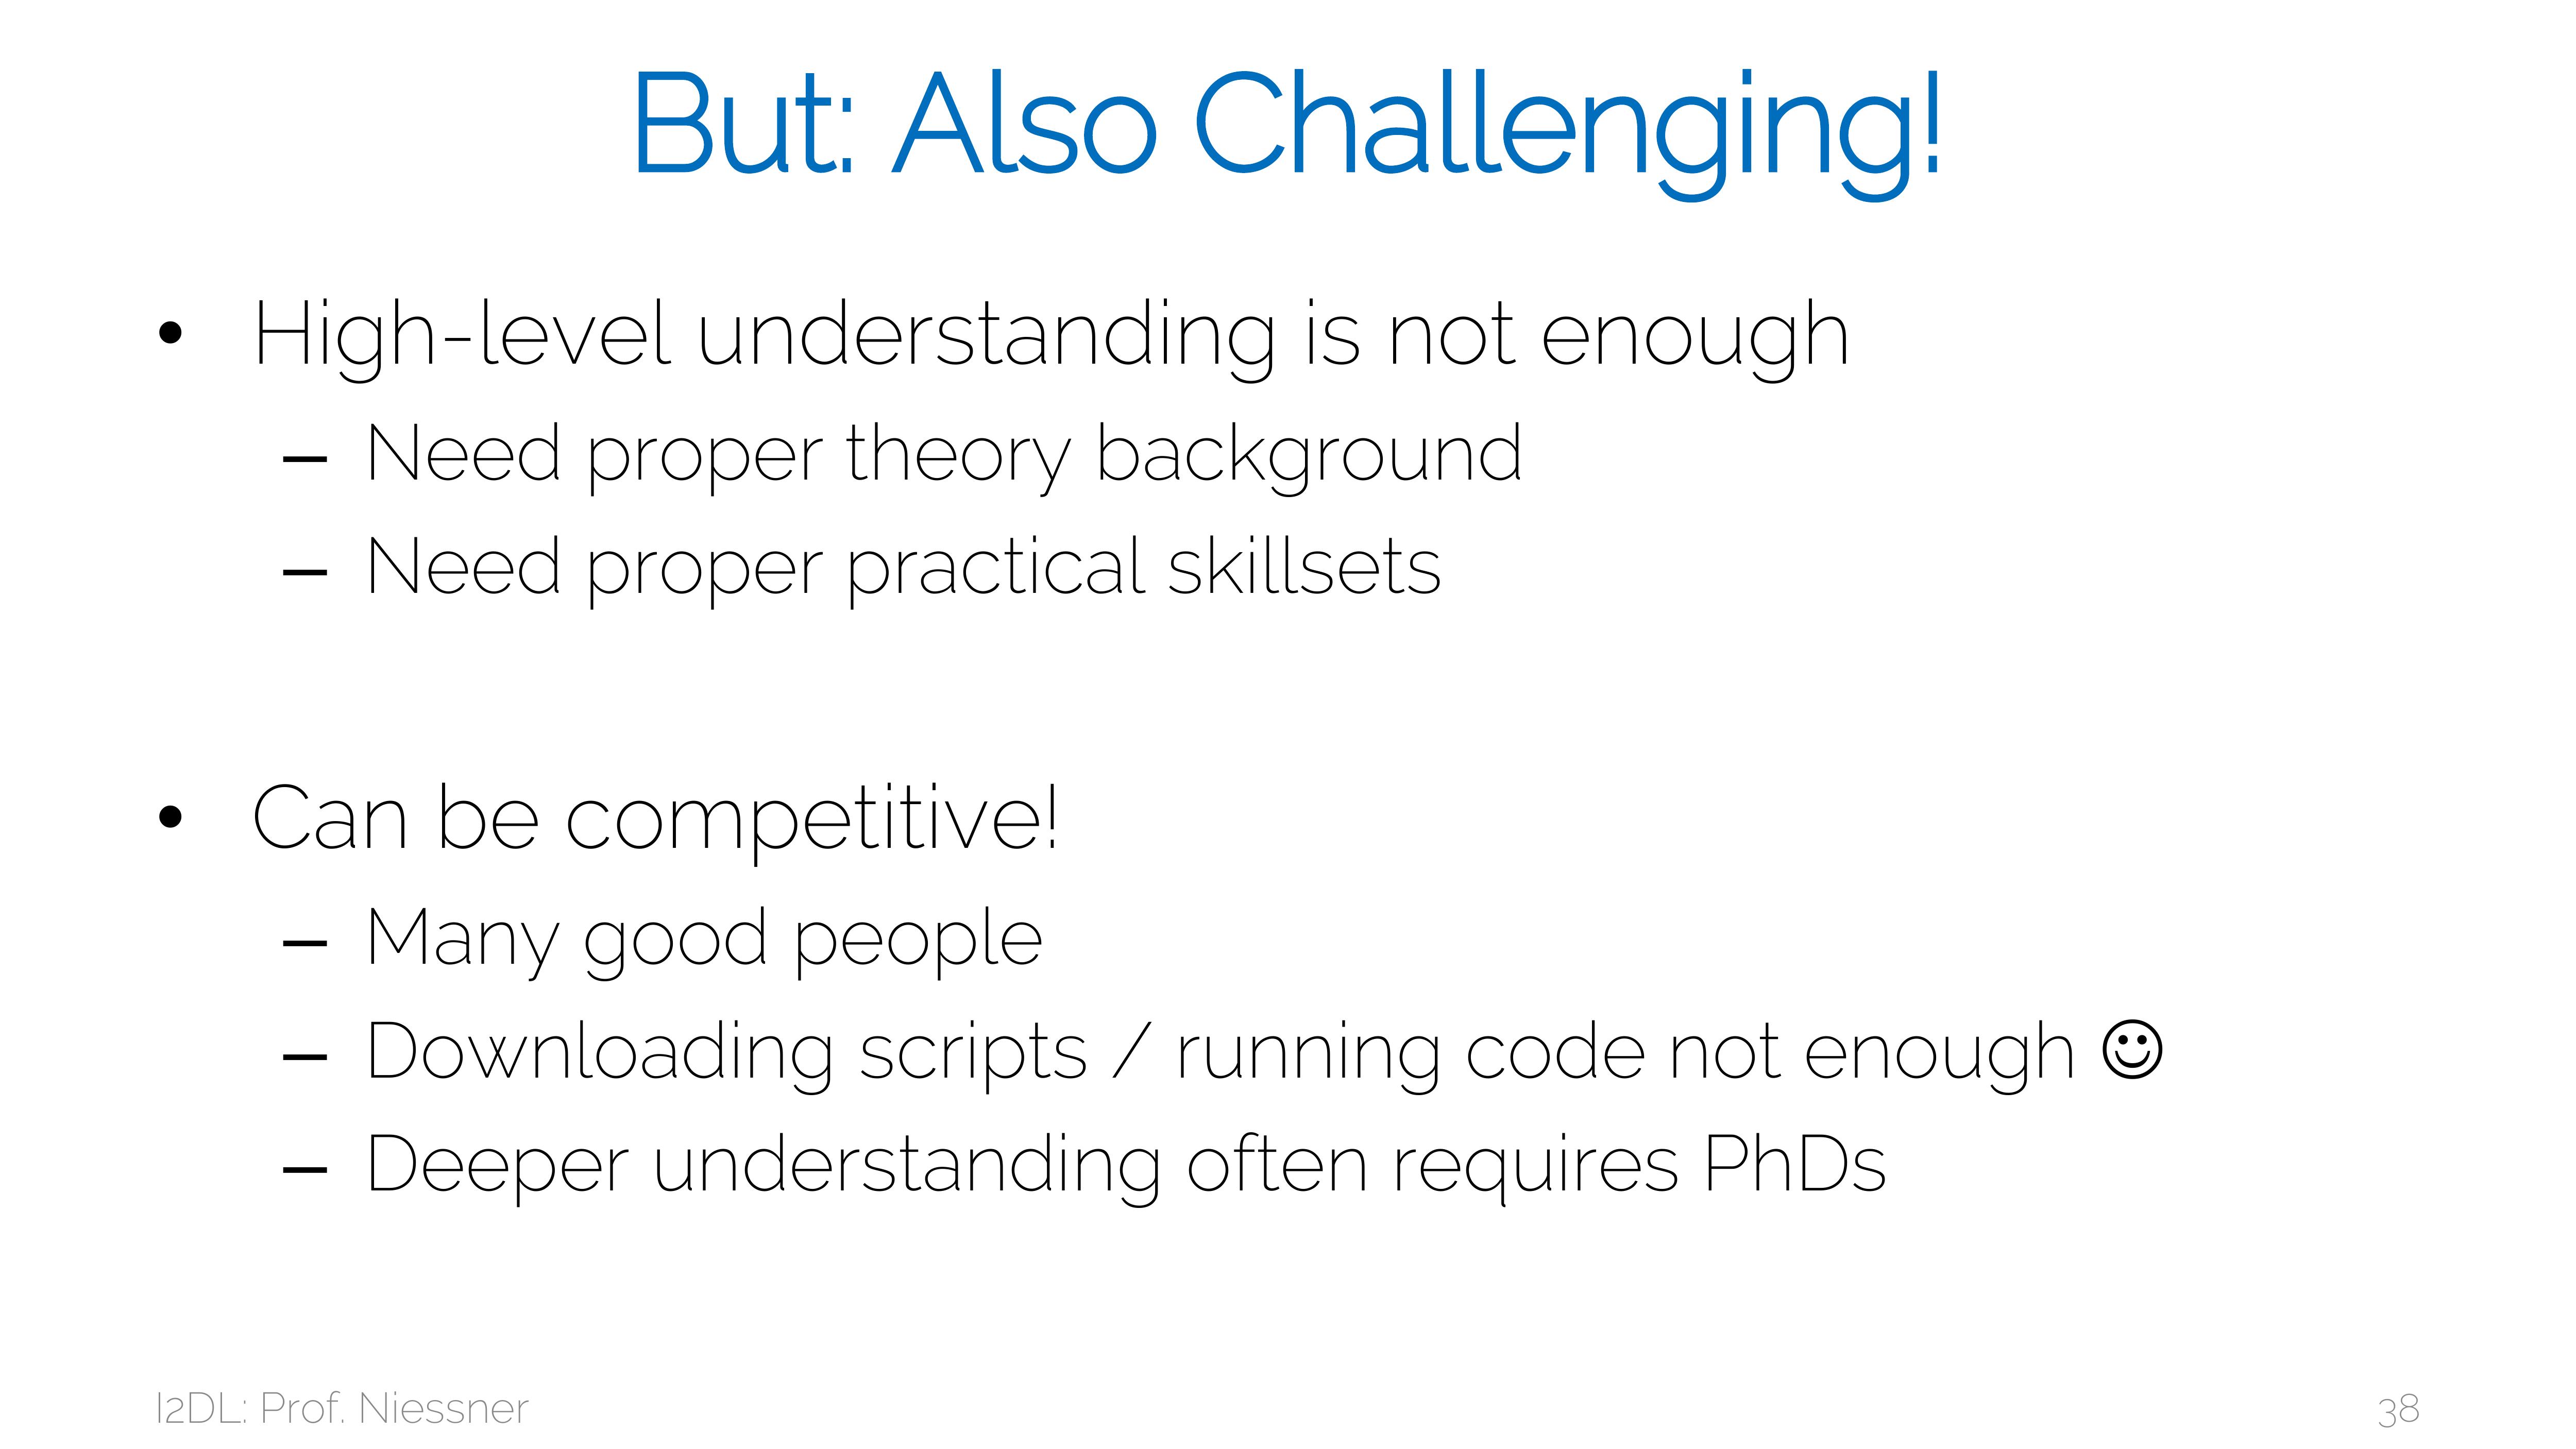 But: Also Challenging!
• High-level understanding is not enough
– Need proper theory background
– Need proper practical skillsets
• Can be competitive!
– Many good people
– Downloading scripts / running code not enough ☺
– Deeper understanding often requires PhDs
I2DL: Prof. Niessner
38